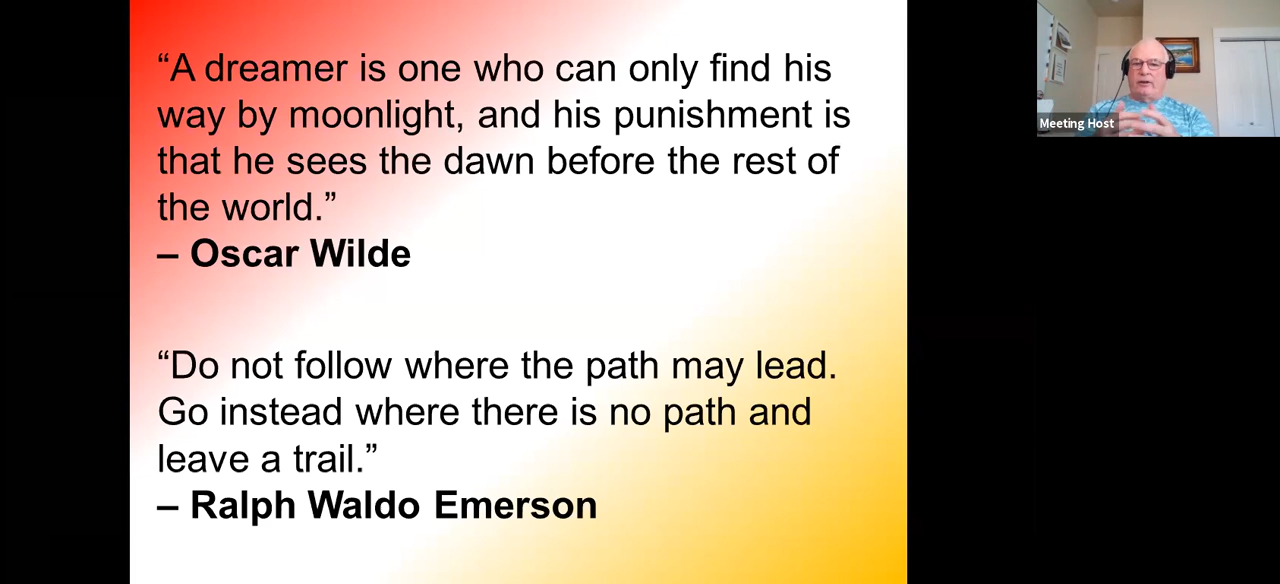 “A dreamer is one who can only find his
way by moonlight, and his punishment is
that he sees the dawn before the rest of
the world.”
– Oscar Wilde
“Do not follow where the path may lead.
Go instead where there is no path and
leave a trail.”
– Ralph Waldo Emerson
Meeting Host